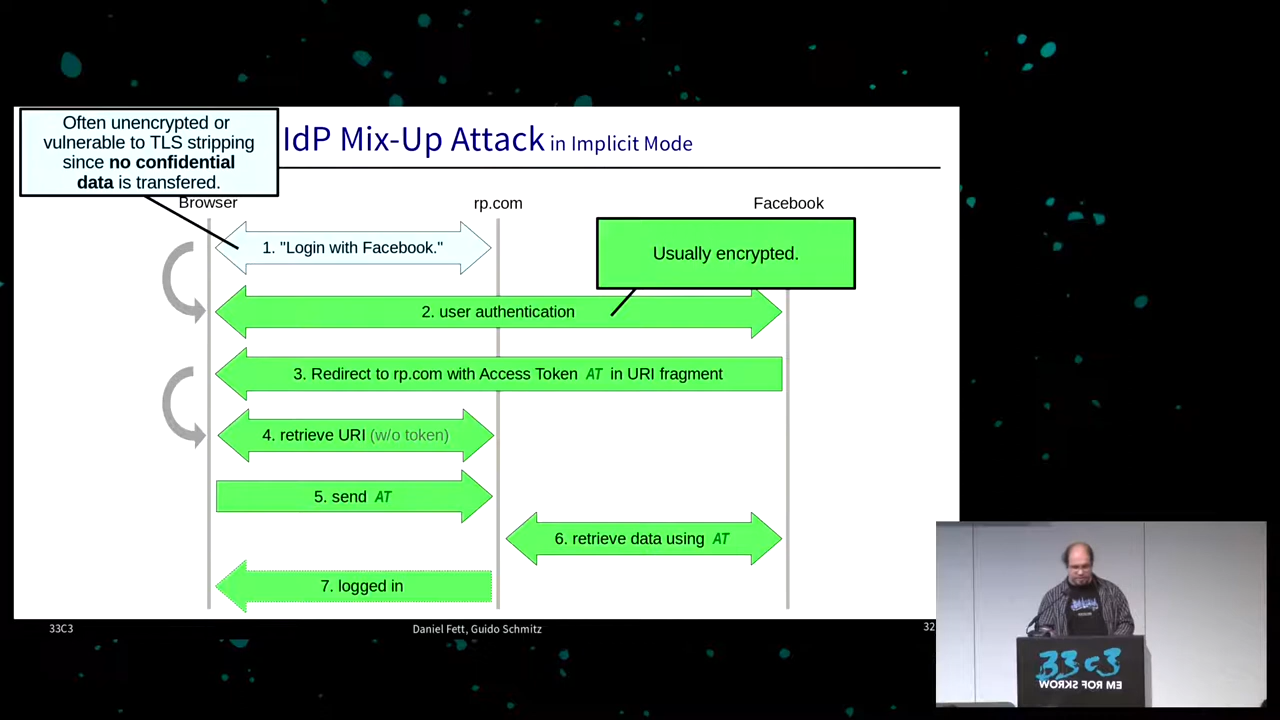 Often unencrypted or
vulnerable to TLS stripping
since no confidential
data is transfered.
IdP Mix-Up Attack in Implicit Mode
Browser
rp.com
Facebook
1. "Login with Facebook."
Usually encrypted.
2. user authentication
3. Redirect to rp.com with Access Token AT in URI fragment
4. retrieve URI (w/o token)
5. send AT
6. retrieve data using AT
7. logged in
33C3
Daniel Fett, Guido Schmitz
32
33c3
WORKS FOR ME